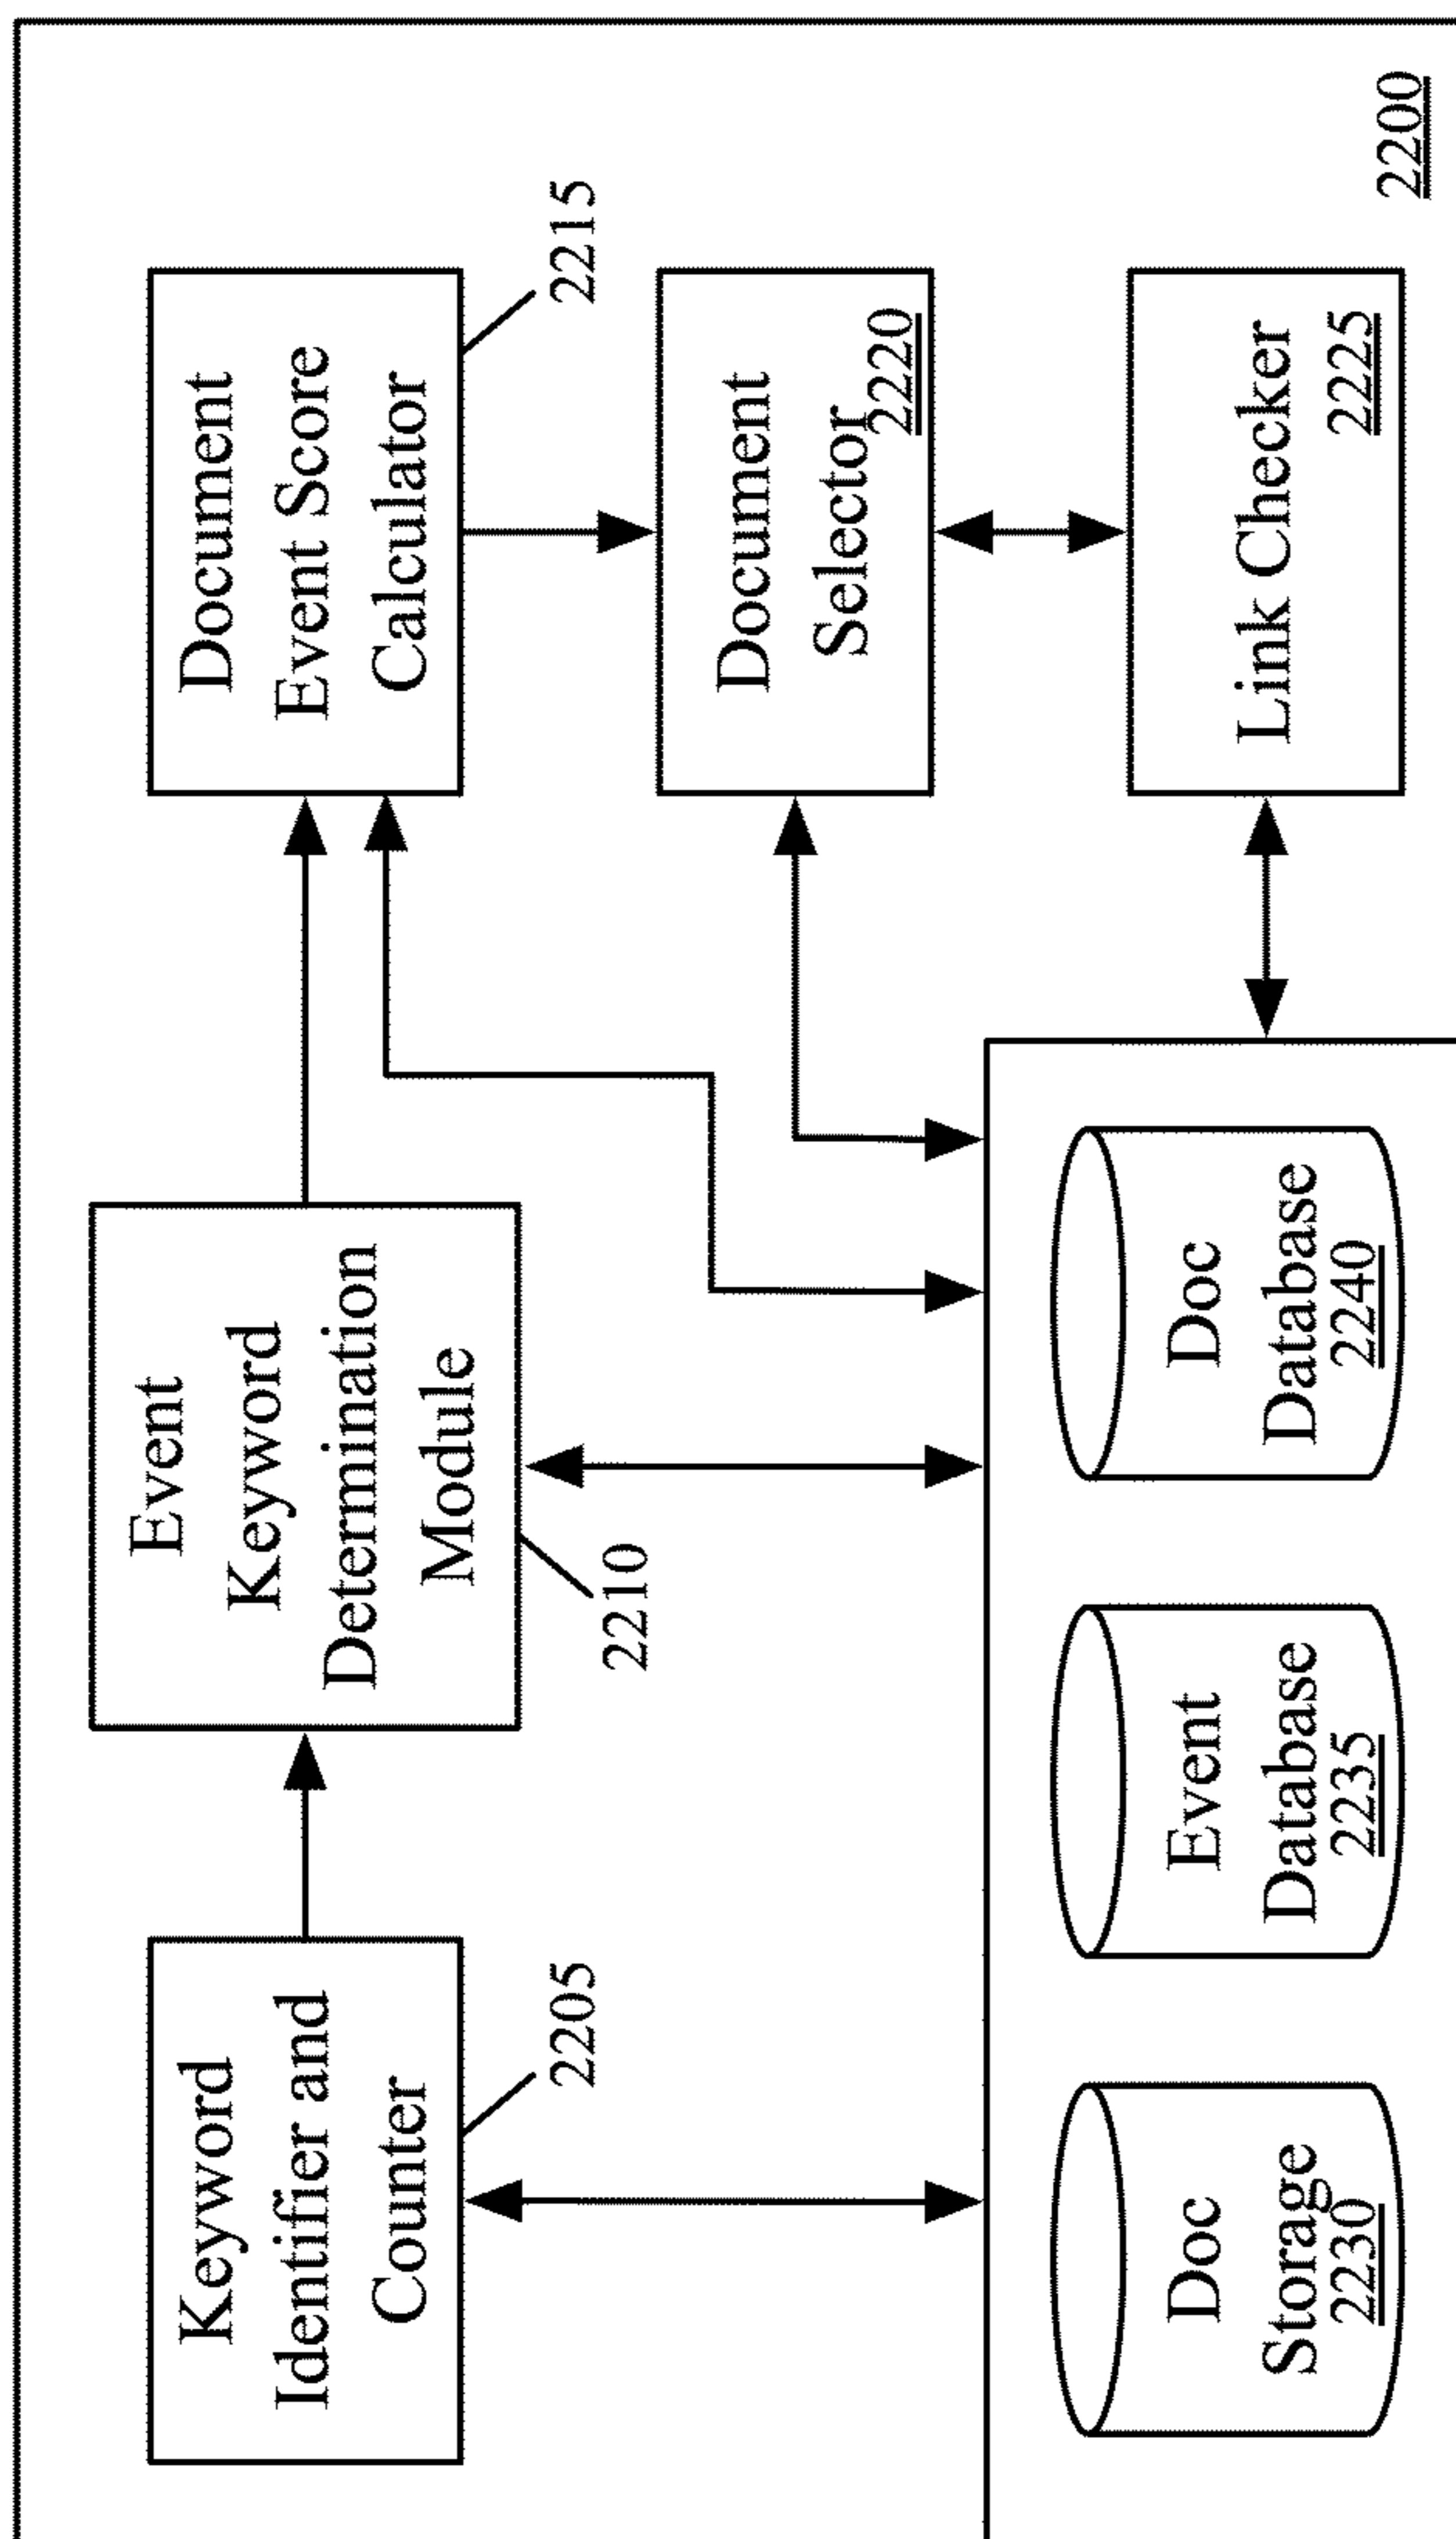 Keyword
Identifier and
Counter
2205
Event
Keyword
Determination
Module
2210
Document
Event Score
Calculator
2215
Document
Selector
2220
Link Checker
2225
Doc
Storage
2230
Event
Database
2235
Doc
Database
2240
2200